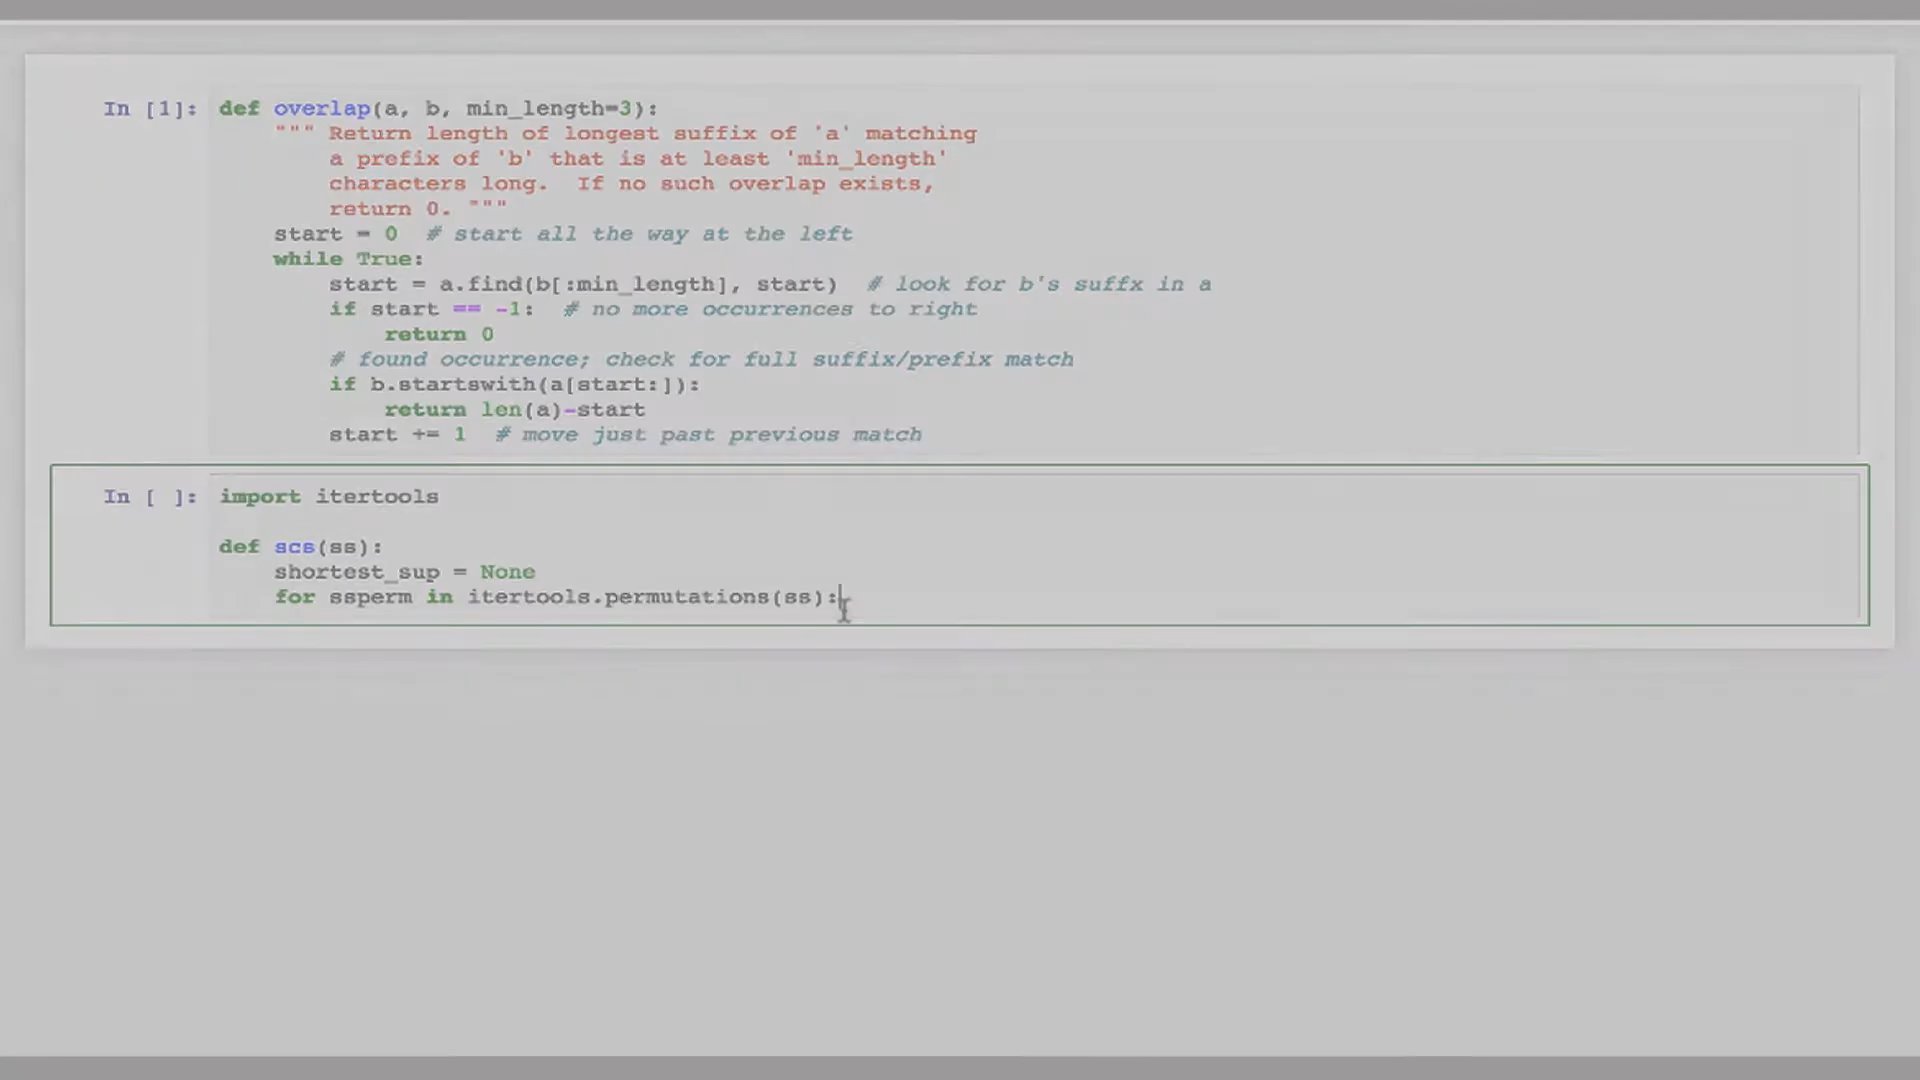 In [1]: def overlap(a, b, min_length=3):
""" Return length of longest suffix of 'a' matching
a prefix of 'b' that is at least 'min_length'
characters long.  If no such overlap exists,
return 0. """
start = 0  # start all the way at the left
while True:
start = a.find(b[:min_length], start)  # look for b's suffx in a
if start == -1:  # no more occurrences to right
return 0
# found occurrence; check for full suffix/prefix match
if b.startswith(a[start:]):
return len(a)-start
start += 1  # move just past previous match
In [ ]: import itertools
def scs(ss):
shortest_sup = None
for ssperm in itertools.permutations(ss):